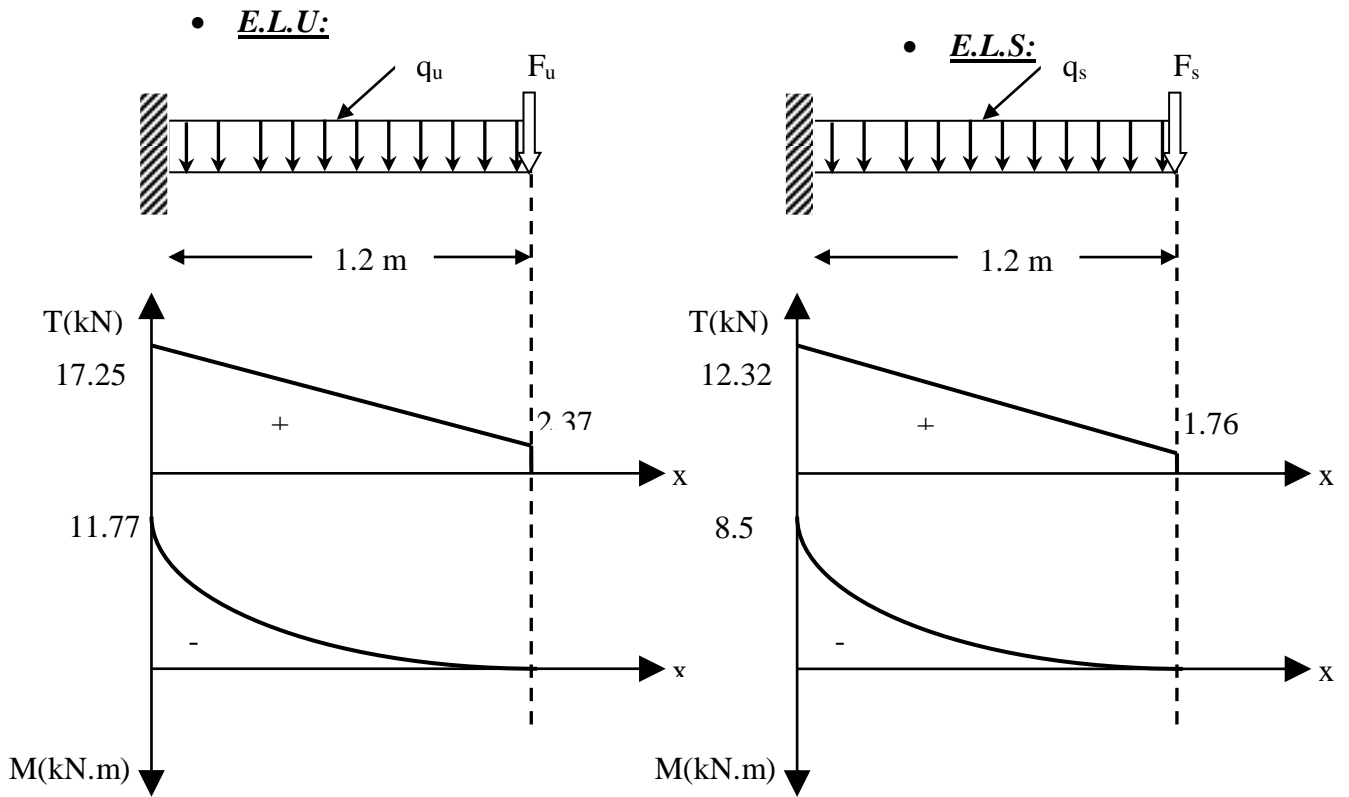 • E.L.U:
qu
Fu
1.2 m
T(kN)
17.25
+
2.37
x
11.77
-
x
M(kN.m)
• E.L.S:
qs
Fs
1.2 m
T(kN)
12.32
+
1.76
x
8.5
-
x
M(kN.m)